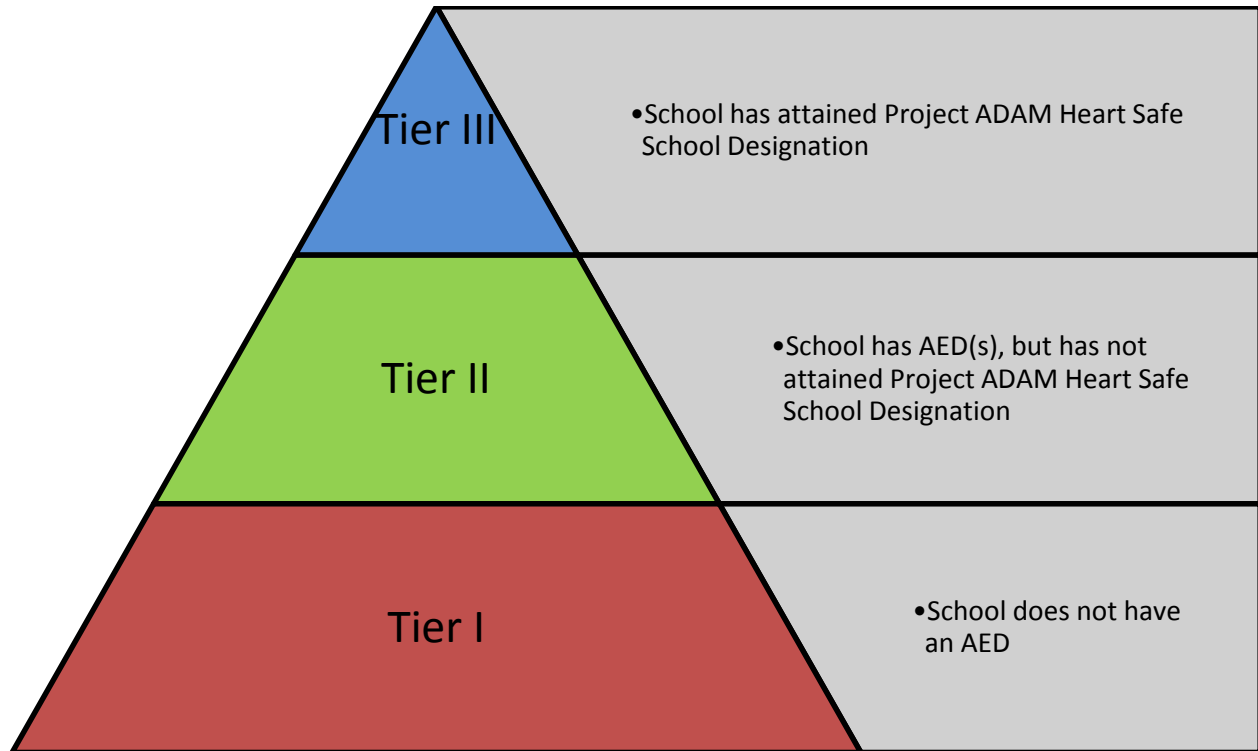 Tier III
•School has attained Project ADAM Heart Safe
School Designation
Tier II
•School has AED(s), but has not
attained Project ADAM Heart Safe
School Designation
Tier I
•School does not have
an AED